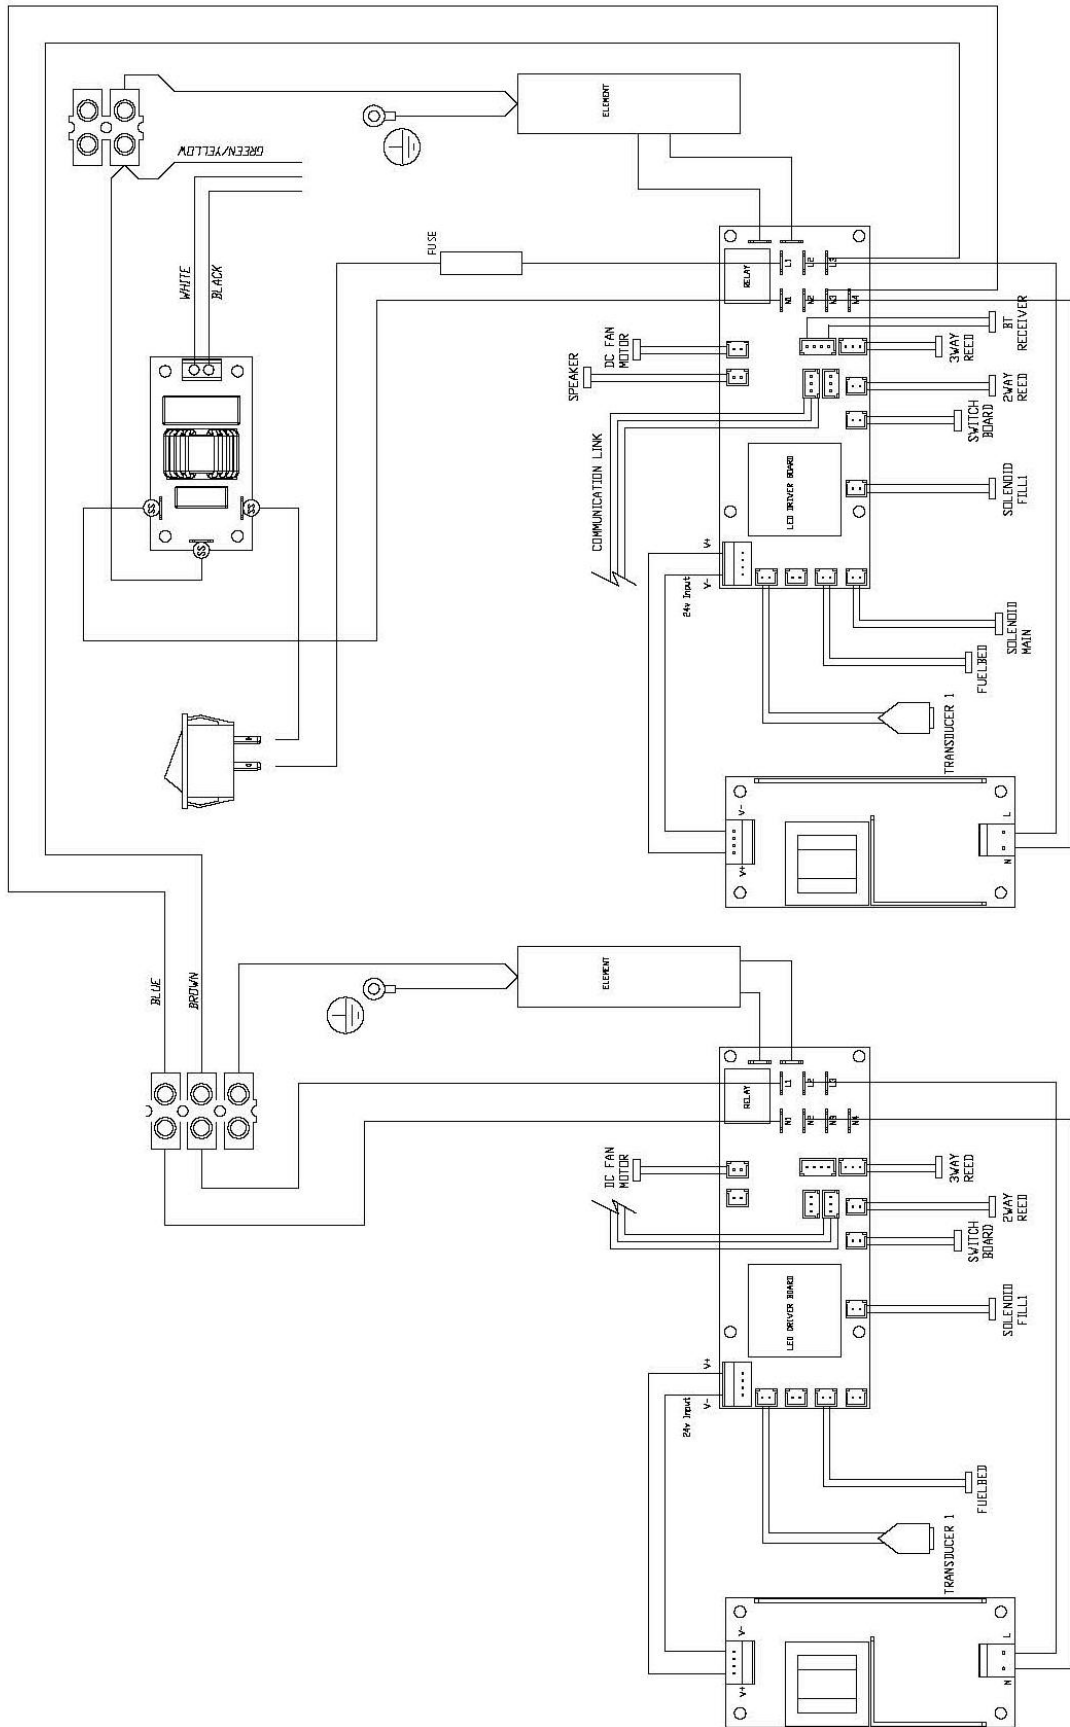 GREEN/YELLOW
WHITE
BLACK
ELEMENT
FUSE
RELAY
L1
L2
L3
N1
N2
N3
N4
DC FAN
MOTOR
SPEAKER
BT
RECEIVER
3WAY
REED
2WAY
REED
SWITCH
BOARD
COMMUNICATION LINK
LED DRIVER BOARD
SOLENOID
FILL1
SS
SS
SS
V+
V-
24v Input
SOLENOID
MAIN
FUELBED
TRANSDUCER 1
V-
V+
L
N
BLUE
BROWN
ELEMENT
RELAY
L1
L2
L3
N1
N2
N3
N4
DC FAN
MOTOR
3WAY
REED
2WAY
REED
SWITCH
BOARD
LED DRIVER BOARD
SOLENOID
FILL1
V+
V-
24v Input
FUELBED
TRANSDUCER 1
V-
V+
L
N